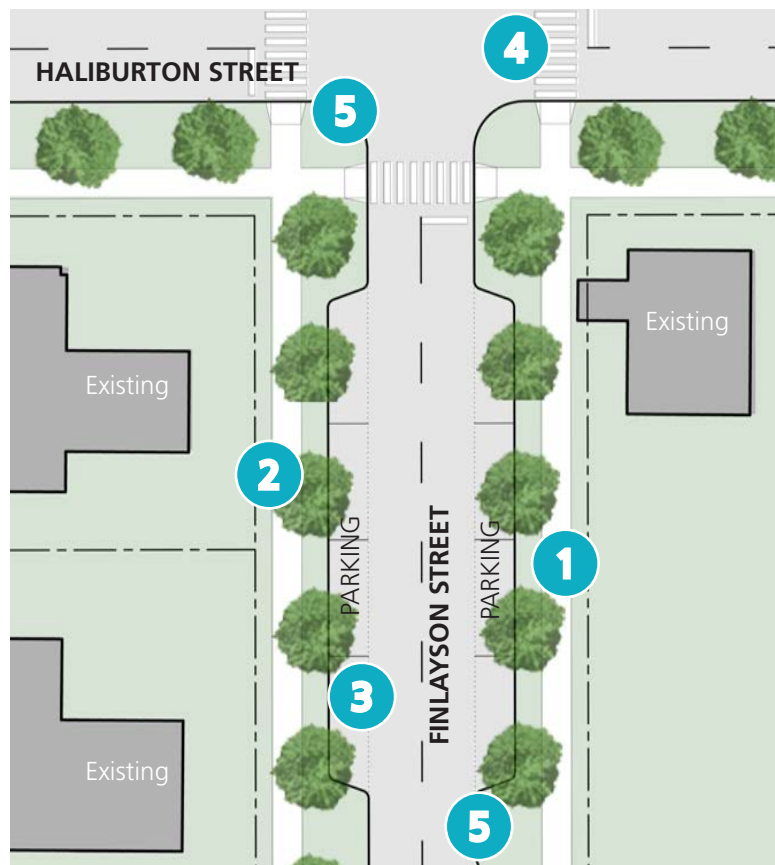 4
HALIBURTON STREET
5
Existing
Existing
2
PARKING
FINLAYSON STREET
PARKING
1
3
Existing
5